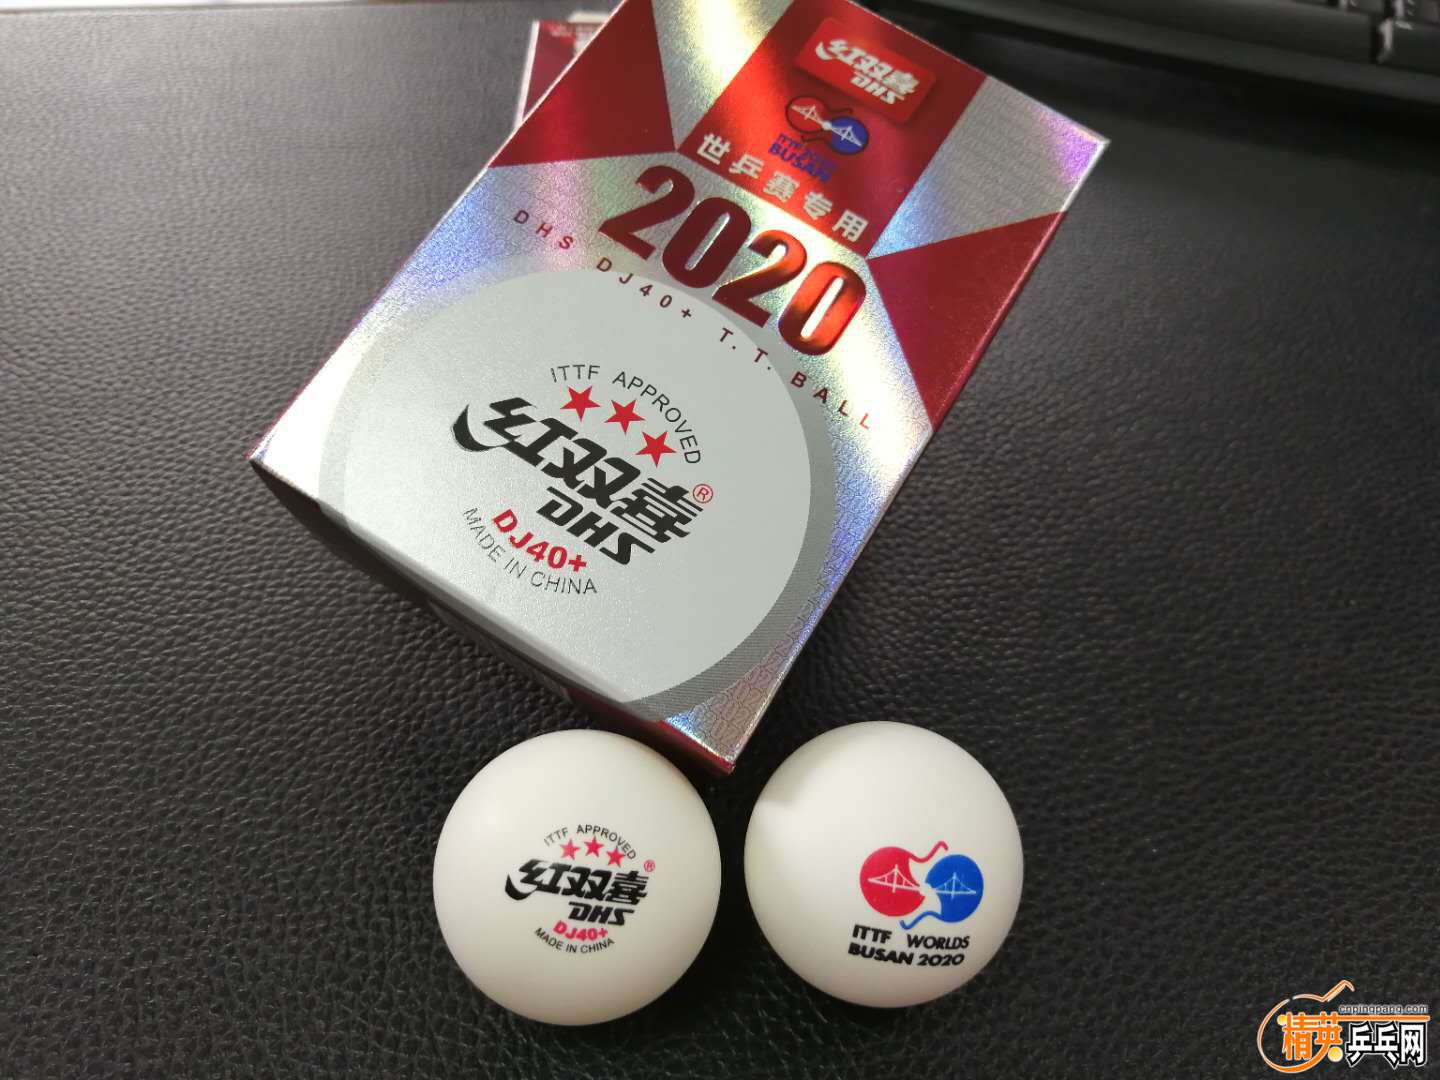 红双喜
DHS
ITTF 2020
BUSAN
世乒赛专用
2020
DHS DJ40+ T.T. BALL
ITTF APPROVED
红双喜®
DHS
DJ40+
MADE IN CHINA
ITTF APPROVED
红双喜®
DHS
DJ40+
MADE IN CHINA
ITTF WORLDS
BUSAN 2020
cnpingpang.com
精英乒乓网